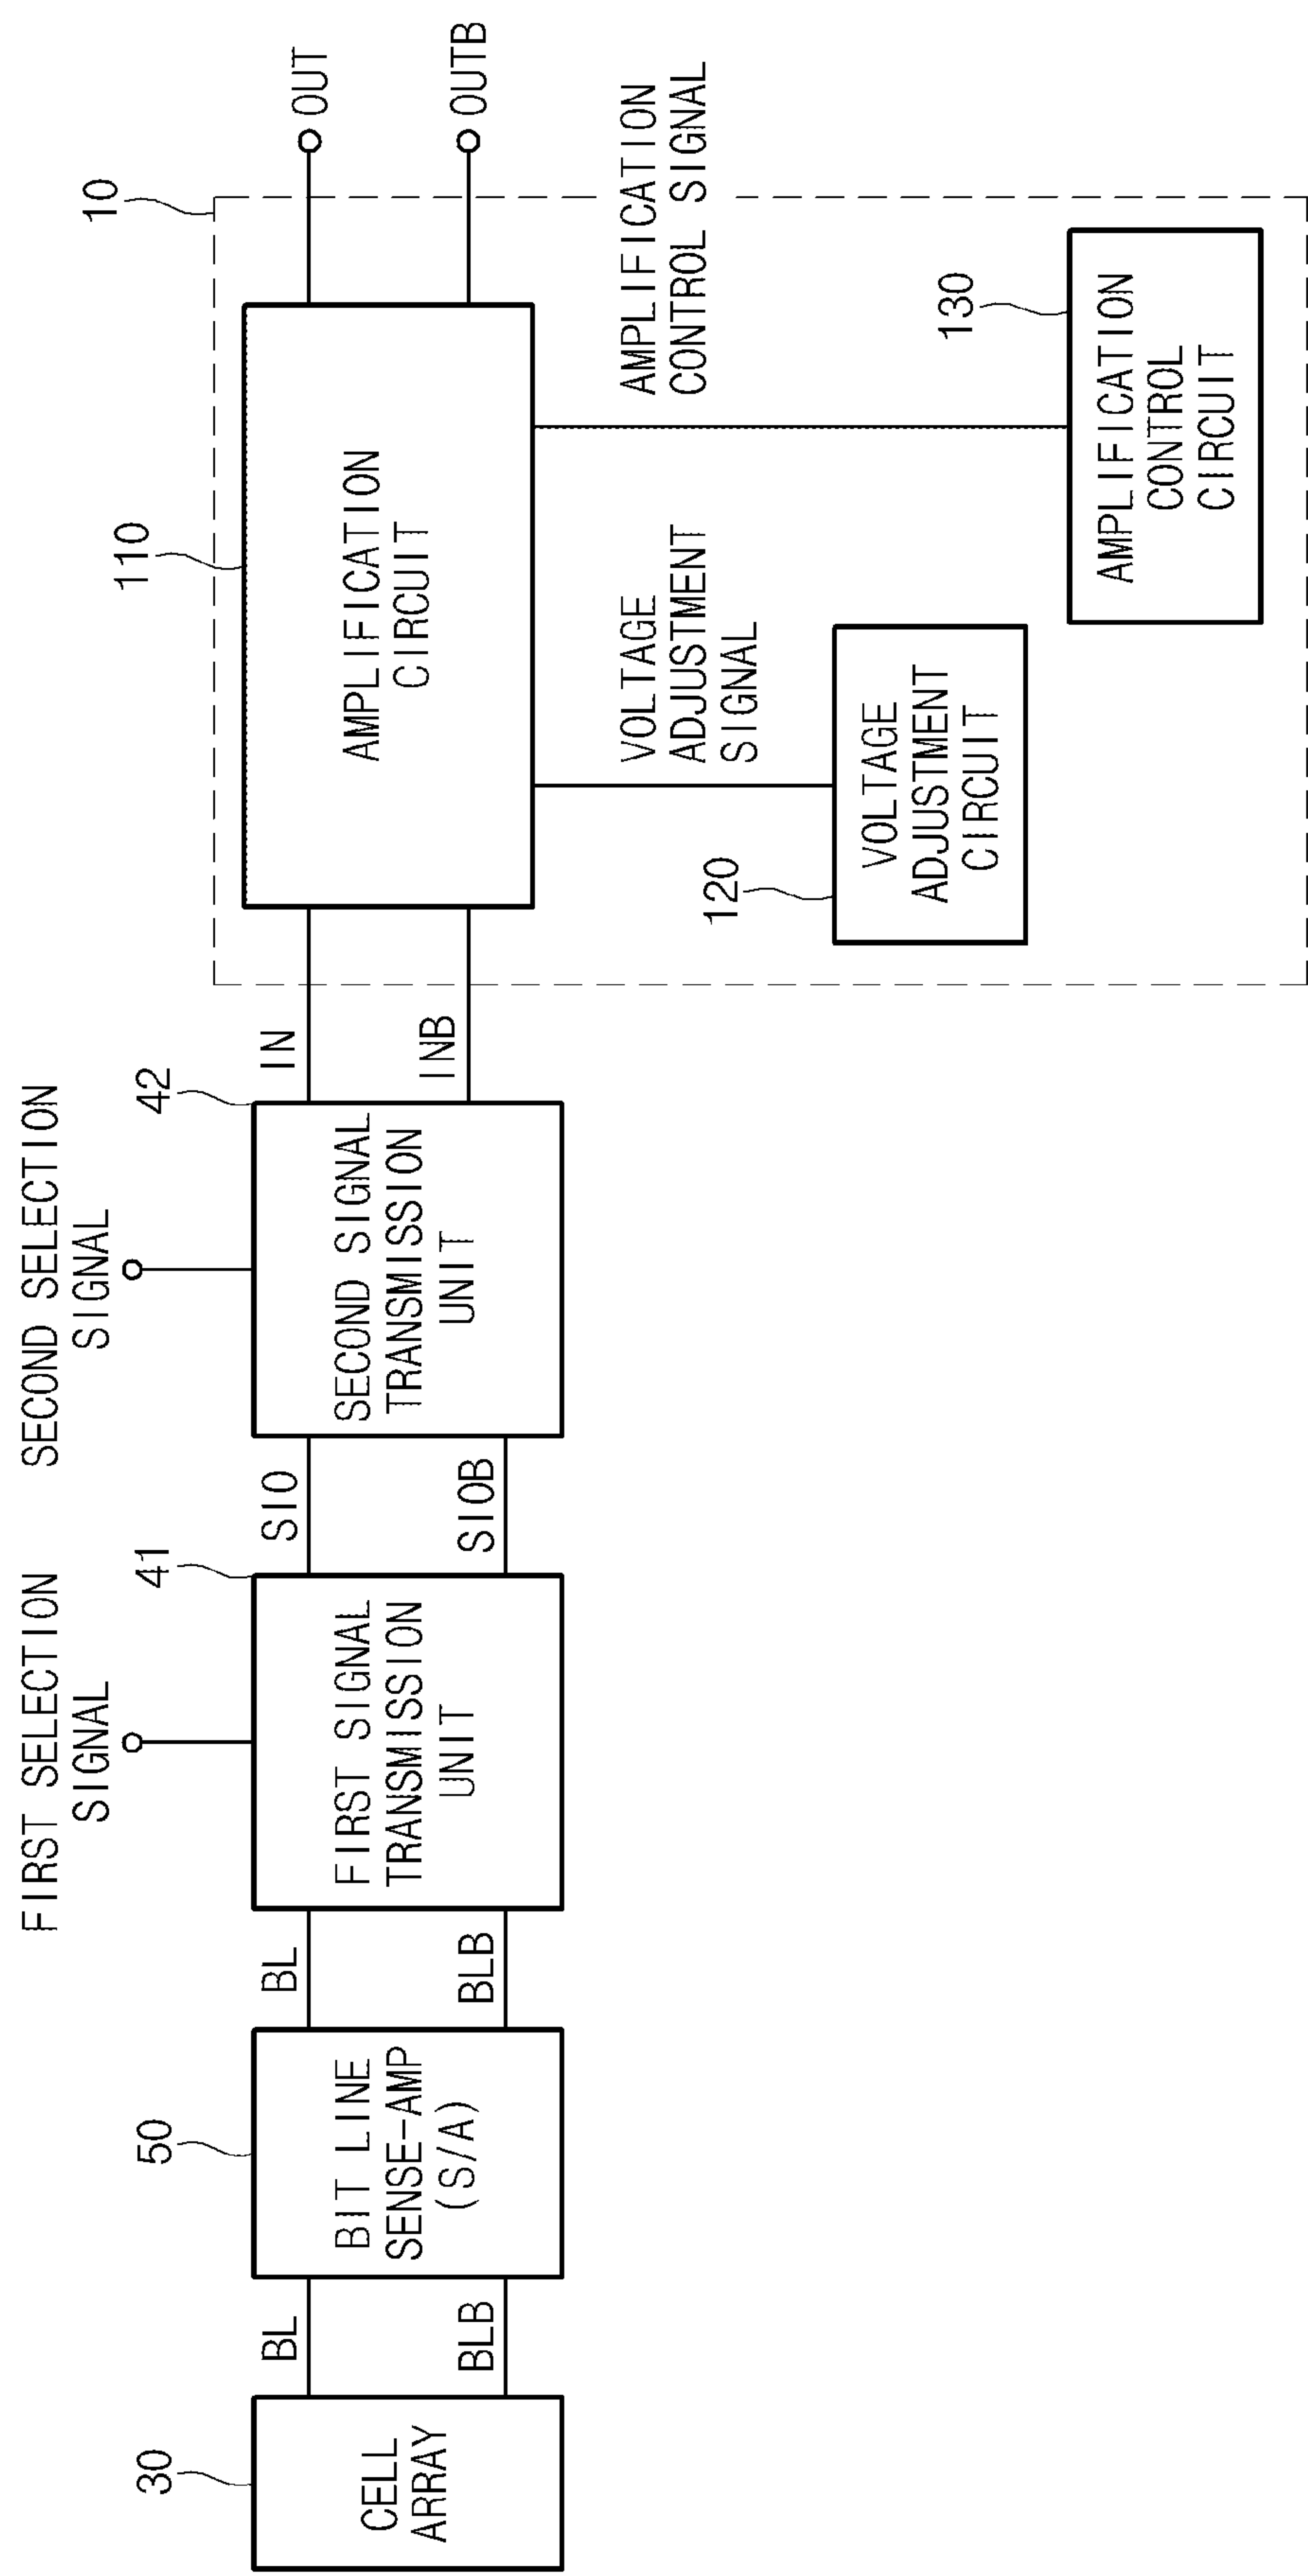 FIRST SELECTION
SIGNAL
SECOND SELECTION
SIGNAL
30
50
41
42
110
10
CELL
ARRAY
BL
BLB
BIT LINE
SENSE-AMP
(S/A)
BL
BLB
FIRST SIGNAL
TRANSMISSION
UNIT
SIO
SIOB
SECOND SIGNAL
TRANSMISSION
UNIT
IN
INB
AMPLIFICATION
CIRCUIT
OUT
OUTB
VOLTAGE
ADJUSTMENT
SIGNAL
AMPLIFICATION
CONTROL SIGNAL
120
VOLTAGE
ADJUSTMENT
CIRCUIT
130
AMPLIFICATION
CONTROL
CIRCUIT